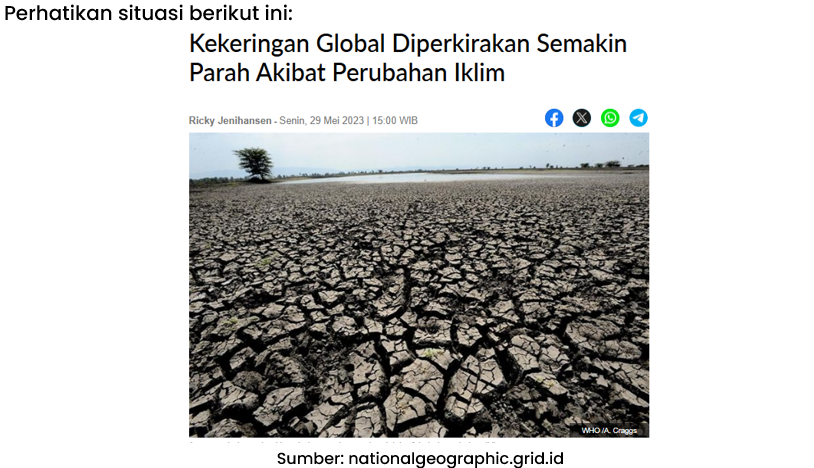 Perhatikan situasi berikut ini:
Kekeringan Global Diperkirakan Semakin
Parah Akibat Perubahan Iklim
Ricky Jenihansen - Senin, 29 Mei 2023 | 15:00 WIB
WHO /A. Craggs
Sumber: nationalgeographic.grid.id